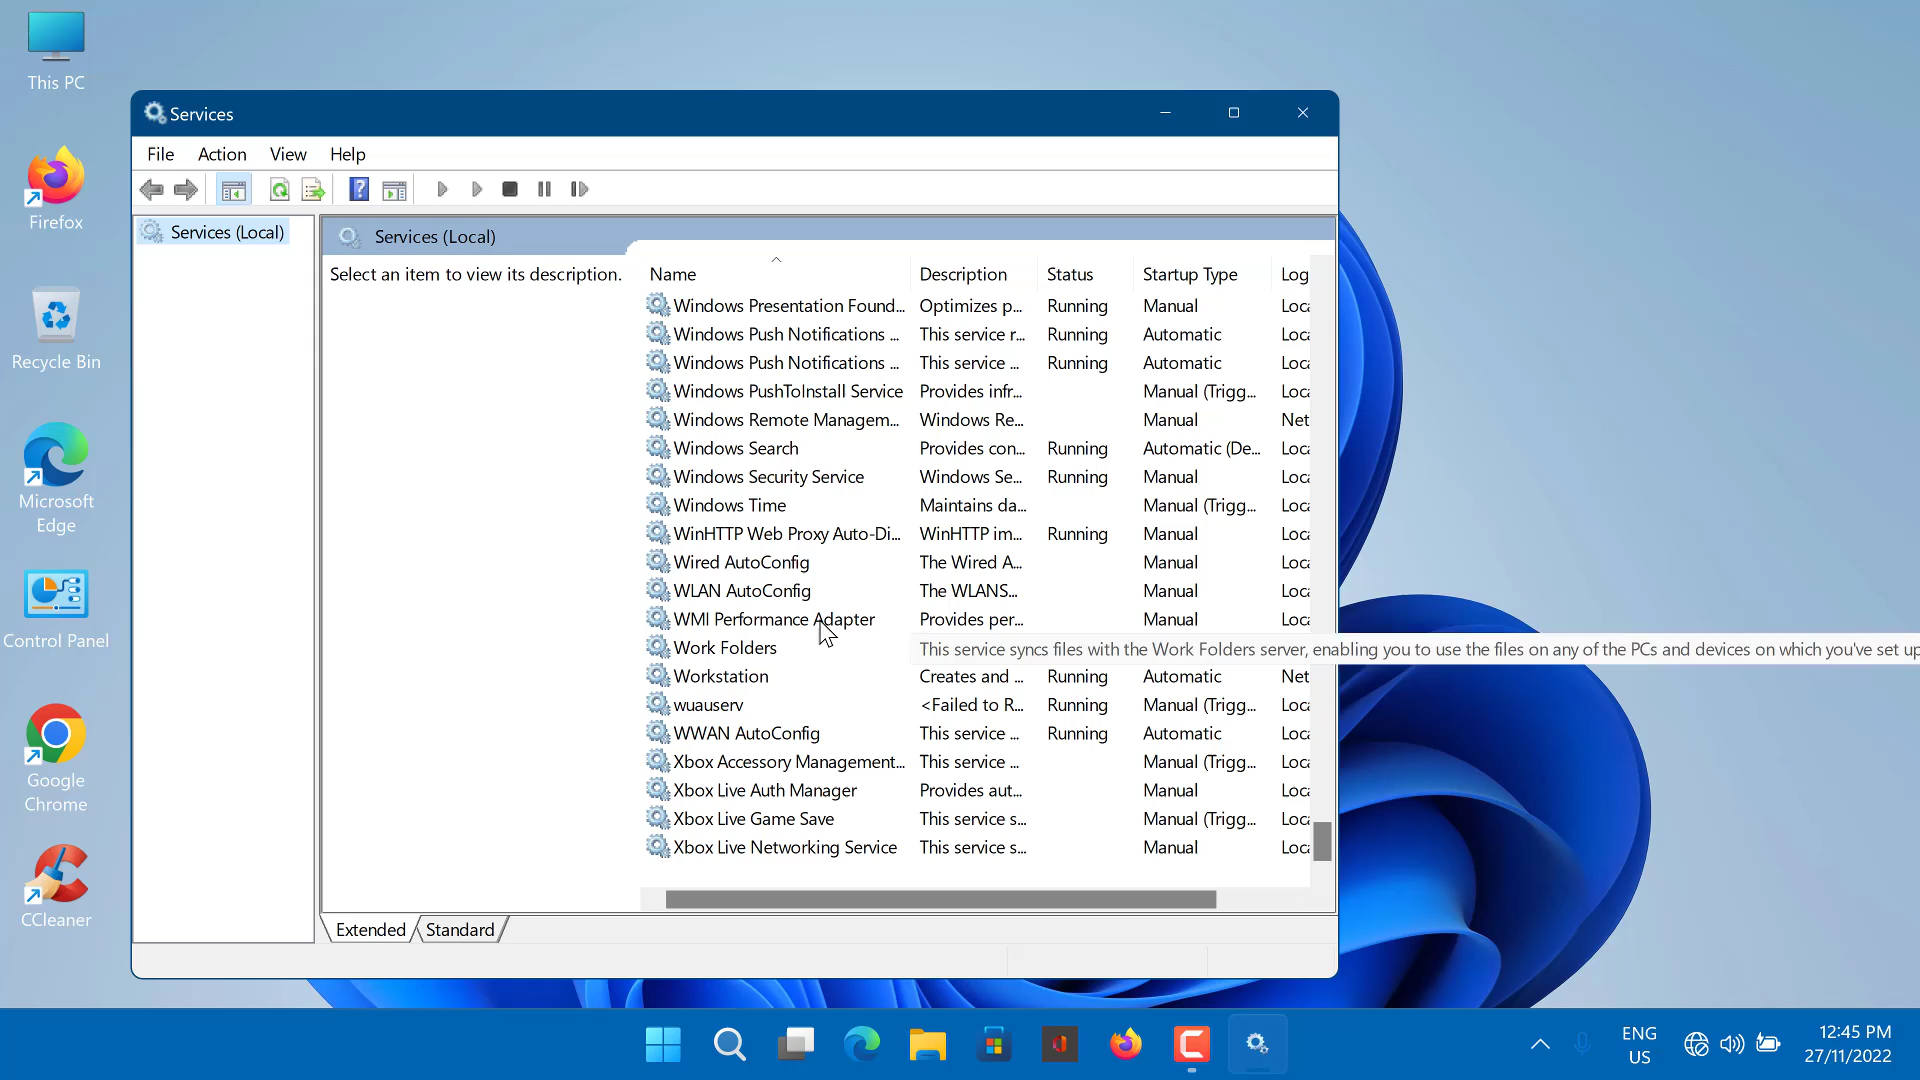 This PC
Firefox
Recycle Bin
Microsoft
Edge
Control Panel
Google
Chrome
CCleaner
Services
File Action View Help
Services (Local)
Services (Local)
Select an item to view its description.
Name Description Status Startup Type Log
Windows Presentation Found... Optimizes p... Running Manual Loca
Windows Push Notifications ... This service r... Running Automatic Loca
Windows Push Notifications ... This service ... Running Automatic Loca
Windows PushToInstall Service Provides infr... Manual (Trigg... Loca
Windows Remote Managem... Windows Re... Manual Net
Windows Search Provides con... Running Automatic (De... Loca
Windows Security Service Windows Se... Running Manual Loca
Windows Time Maintains da... Manual (Trigg... Loca
WinHTTP Web Proxy Auto-Di... WinHTTP im... Running Manual Loca
Wired AutoConfig The Wired A... Manual Loca
WLAN AutoConfig The WLANS... Manual Loca
WMI Performance Adapter Provides per... Manual Loca
Work Folders This service syncs files with the Work Folders server, enabling you to use the files on any of the PCs and devices on which you've set up
Workstation Creates and ... Running Automatic Net
wuauserv <Failed to R... Running Manual (Trigg... Loca
WWAN AutoConfig This service ... Running Automatic Loca
Xbox Accessory Management... This service ... Manual (Trigg... Loca
Xbox Live Auth Manager Provides aut... Manual Loca
Xbox Live Game Save This service s... Manual (Trigg... Loca
Xbox Live Networking Service This service s... Manual Loca
Extended Standard
ENG
US
12:45 PM
27/11/2022